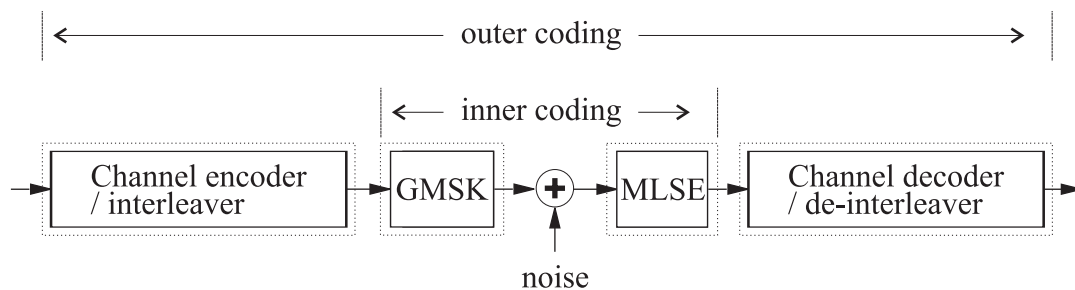 outer coding
inner coding
Channel encoder
/ interleaver
GMSK
+
MLSE
Channel decoder
/ de-interleaver
noise